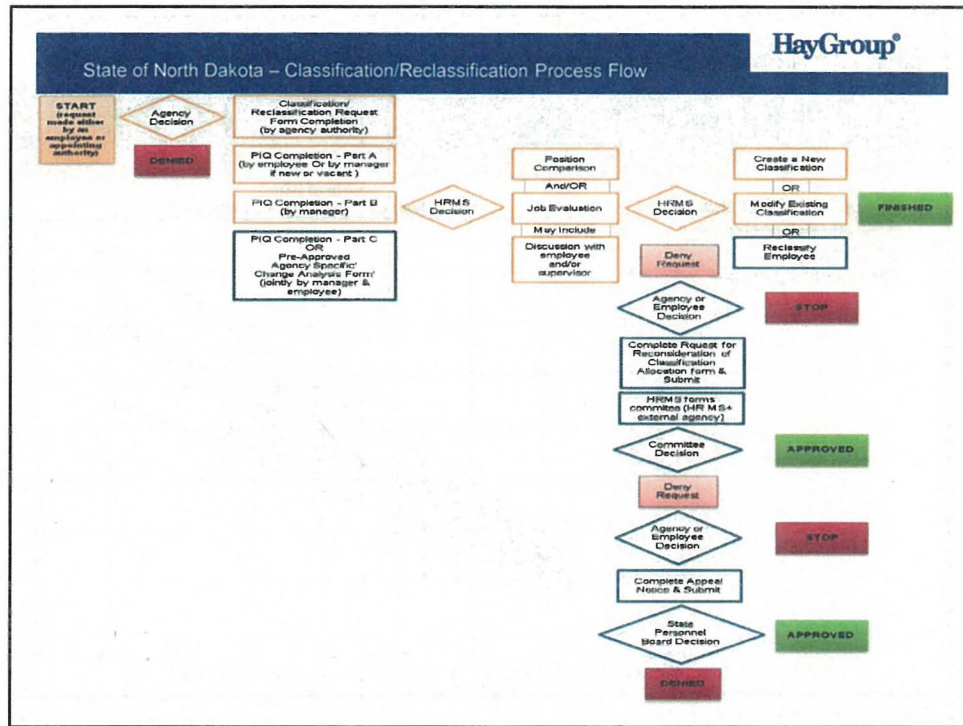 HayGroup®
State of North Dakota – Classification/Reclassification Process Flow
START
(request
made either
by an
employee or
appointing
authority)
Agency
Decision
DENIED
Classification/
Reclassification Request
Form Completion
(by agency authority)
PIQ Completion - Part A
(by employee Or by manager
if new or vacant )
PIQ Completion - Part B
(by manager)
PIQ Completion - Part C
OR
Pre-Approved
Agency Specific'
Change Analysis Form'
(jointly by manager &
employee)
HRMS
Decision
Position
Comparison
And/OR
Job Evaluation
May Include
Discussion with
employee
and/or
supervisor
HRMS
Decision
Create a New
Classification
OR
Modify Existing
Classification
OR
Reclassify
Employee
FINISHED
Deny
Request
Agency or
Employee
Decision
STOP
Complete Rquest for
Reconsideration of
Classification
Allocation form &
Submit
HRMS forms
commitee (HR MS+
external agency)
Committee
Decision
APPROVED
Deny
Request
Agency or
Employee
Decision
STOP
Complete Appeal
Notice & Submit
State
Personnel
Board Decision
APPROVED
DENIED